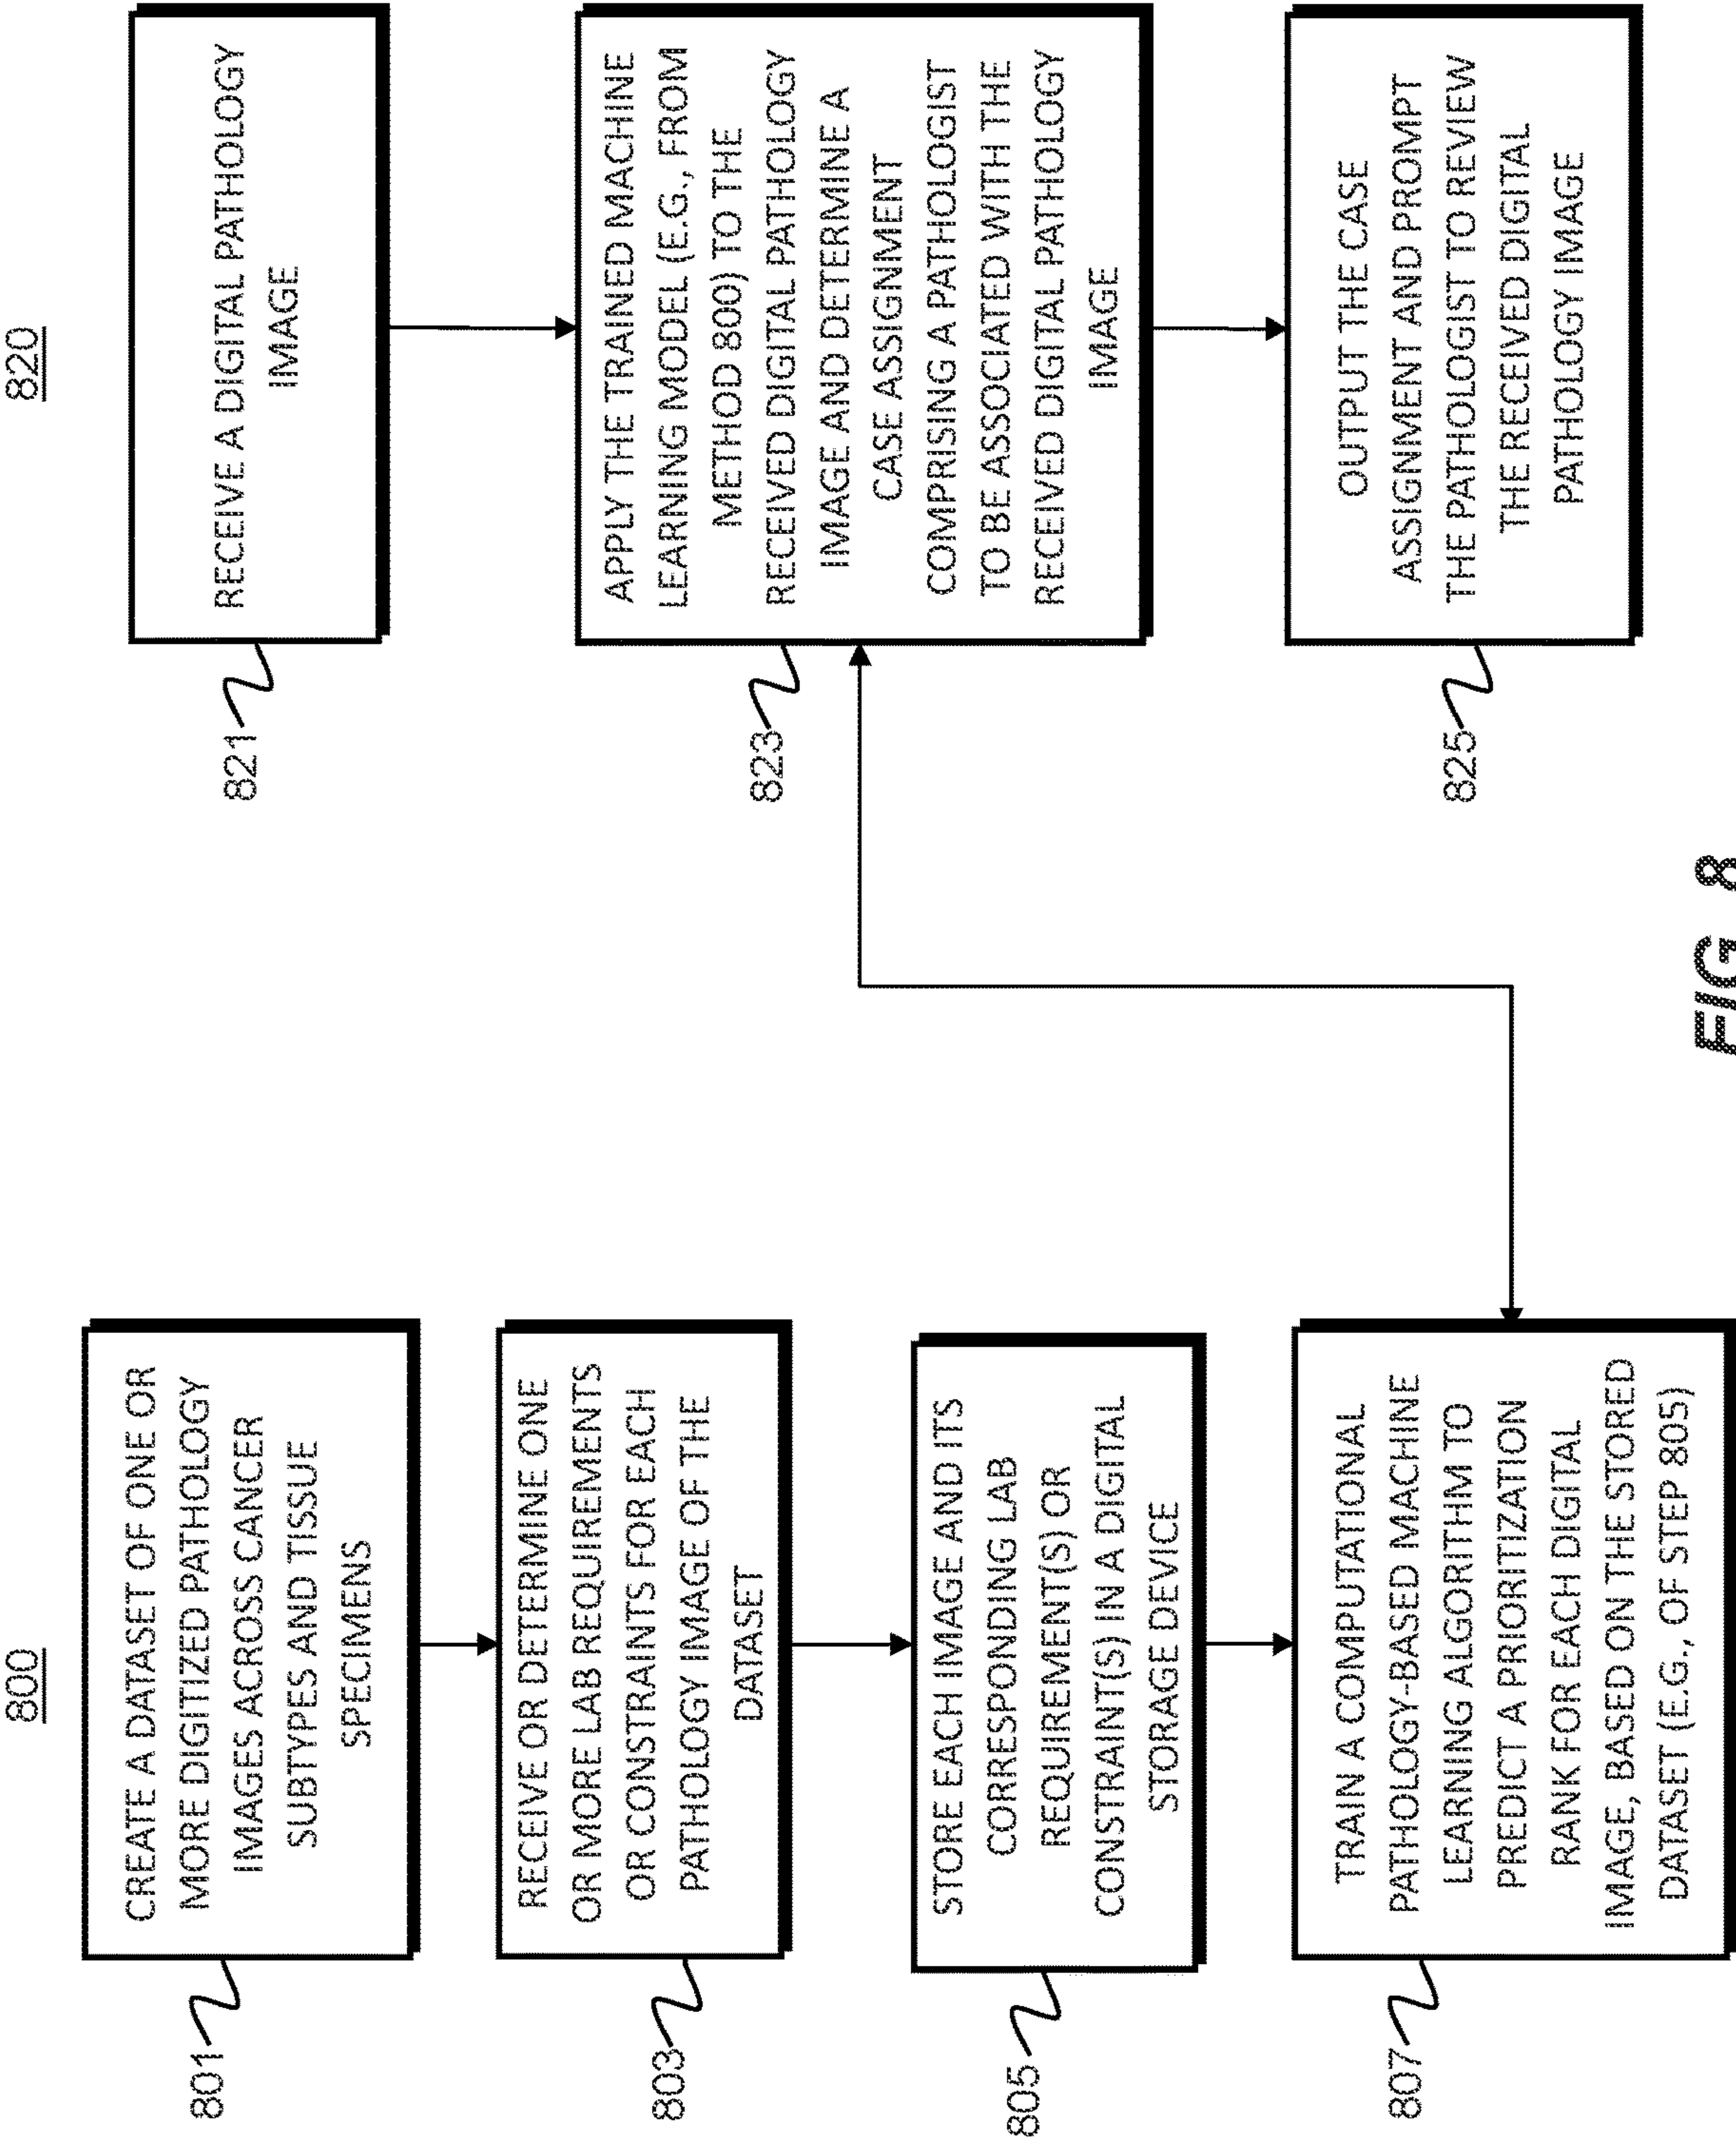 800
801
CREATE A DATASET OF ONE OR
MORE DIGITIZED PATHOLOGY
IMAGES ACROSS CANCER
SUBTYPES AND TISSUE
SPECIMENS
803
RECEIVE OR DETERMINE ONE
OR MORE LAB REQUIREMENTS
OR CONSTRAINTS FOR EACH
PATHOLOGY IMAGE OF THE
DATASET
805
STORE EACH IMAGE AND ITS
CORRESPONDING LAB
REQUIREMENT(S) OR
CONSTRAINT(S) IN A DIGITAL
STORAGE DEVICE
807
TRAIN A COMPUTATIONAL
PATHOLOGY-BASED MACHINE
LEARNING ALGORITHM TO
PREDICT A PRIORITIZATION
RANK FOR EACH DIGITAL
IMAGE, BASED ON THE STORED
DATASET (E.G., OF STEP 805)
820
821
RECEIVE A DIGITAL PATHOLOGY
IMAGE
823
APPLY THE TRAINED MACHINE
LEARNING MODEL (E.G., FROM
METHOD 800) TO THE
RECEIVED DIGITAL PATHOLOGY
IMAGE AND DETERMINE A
CASE ASSIGNMENT
COMPRISING A PATHOLOGIST
TO BE ASSOCIATED WITH THE
RECEIVED DIGITAL PATHOLOGY
IMAGE
825
OUTPUT THE CASE
ASSIGNMENT AND PROMPT
THE PATHOLOGIST TO REVIEW
THE RECEIVED DIGITAL
PATHOLOGY IMAGE
FIG 8